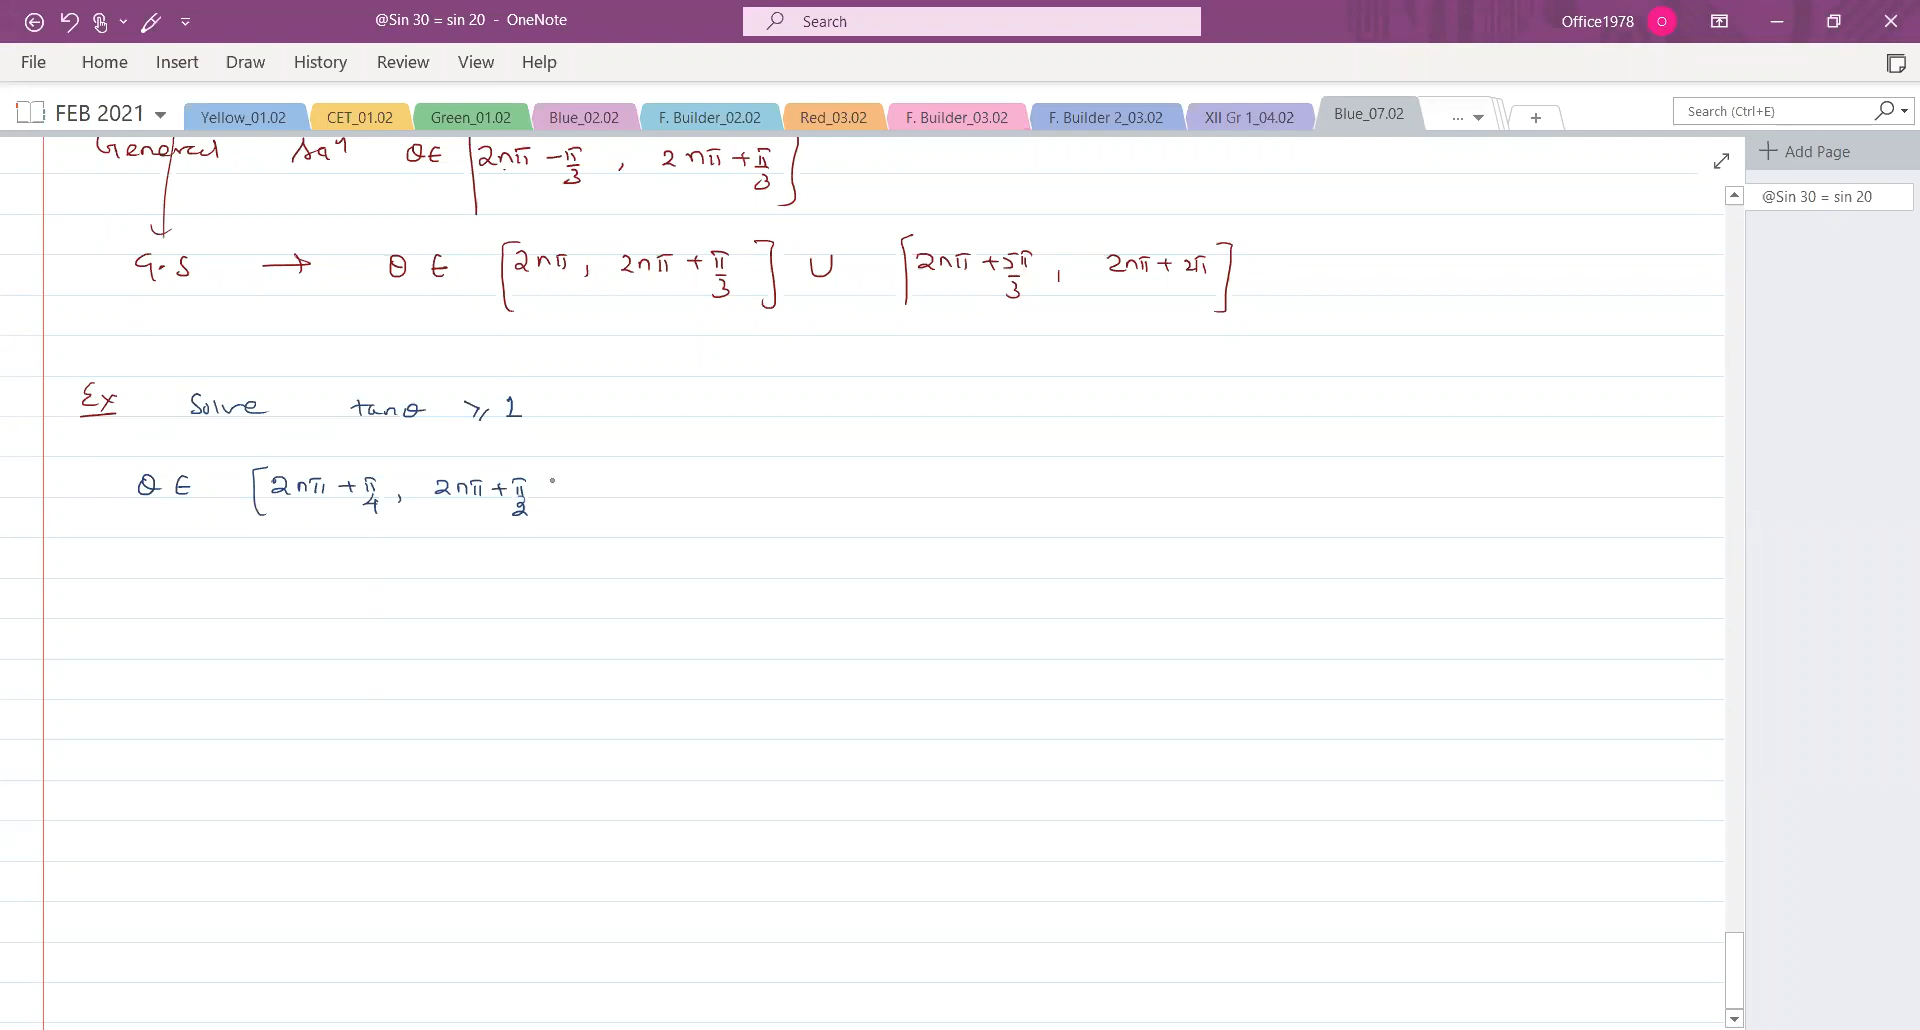 @Sin 30 = sin 20 - OneNote
Search
Office1978
O
File Home Insert Draw History Review View Help
FEB 2021
Yellow_01.02 CET_01.02 Green_01.02 Blue_02.02 F. Builder_02.02 Red_03.02 F. Builder_03.02 F. Builder 2_03.02 XII Gr 1_04.02 Blue_07.02 ... +
Search (Ctrl+E)
Add Page
@Sin 30 = sin 20
General Soln θ∈ [2nπ - π/3 , 2nπ + π/3]
G.S → θ ∈ [2nπ, 2nπ + π/3] ∪ [2nπ + 5π/3 , 2nπ + 2π]
Ex Solve tanθ ≥ 1
θ ∈ [2nπ + π/4 , 2nπ + π/2